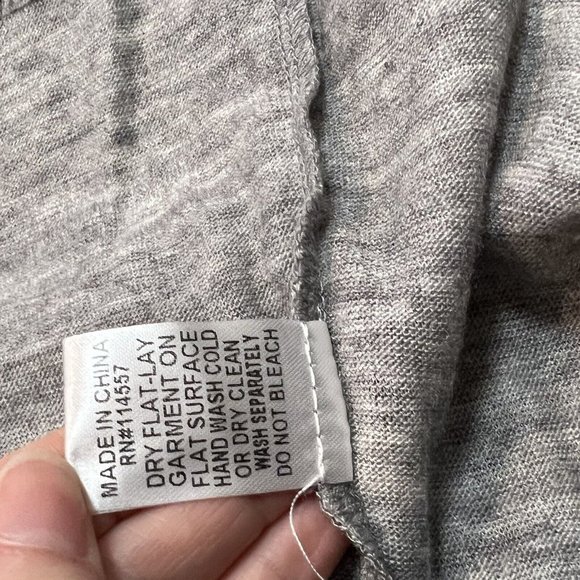 MADE IN CHINA
RN#114557
DRY FLAT-LAY
GARMENT ON
FLAT SURFACE
HAND WASH COLD
OR DRY CLEAN
WASH SEPARATELY
DO NOT BLEACH